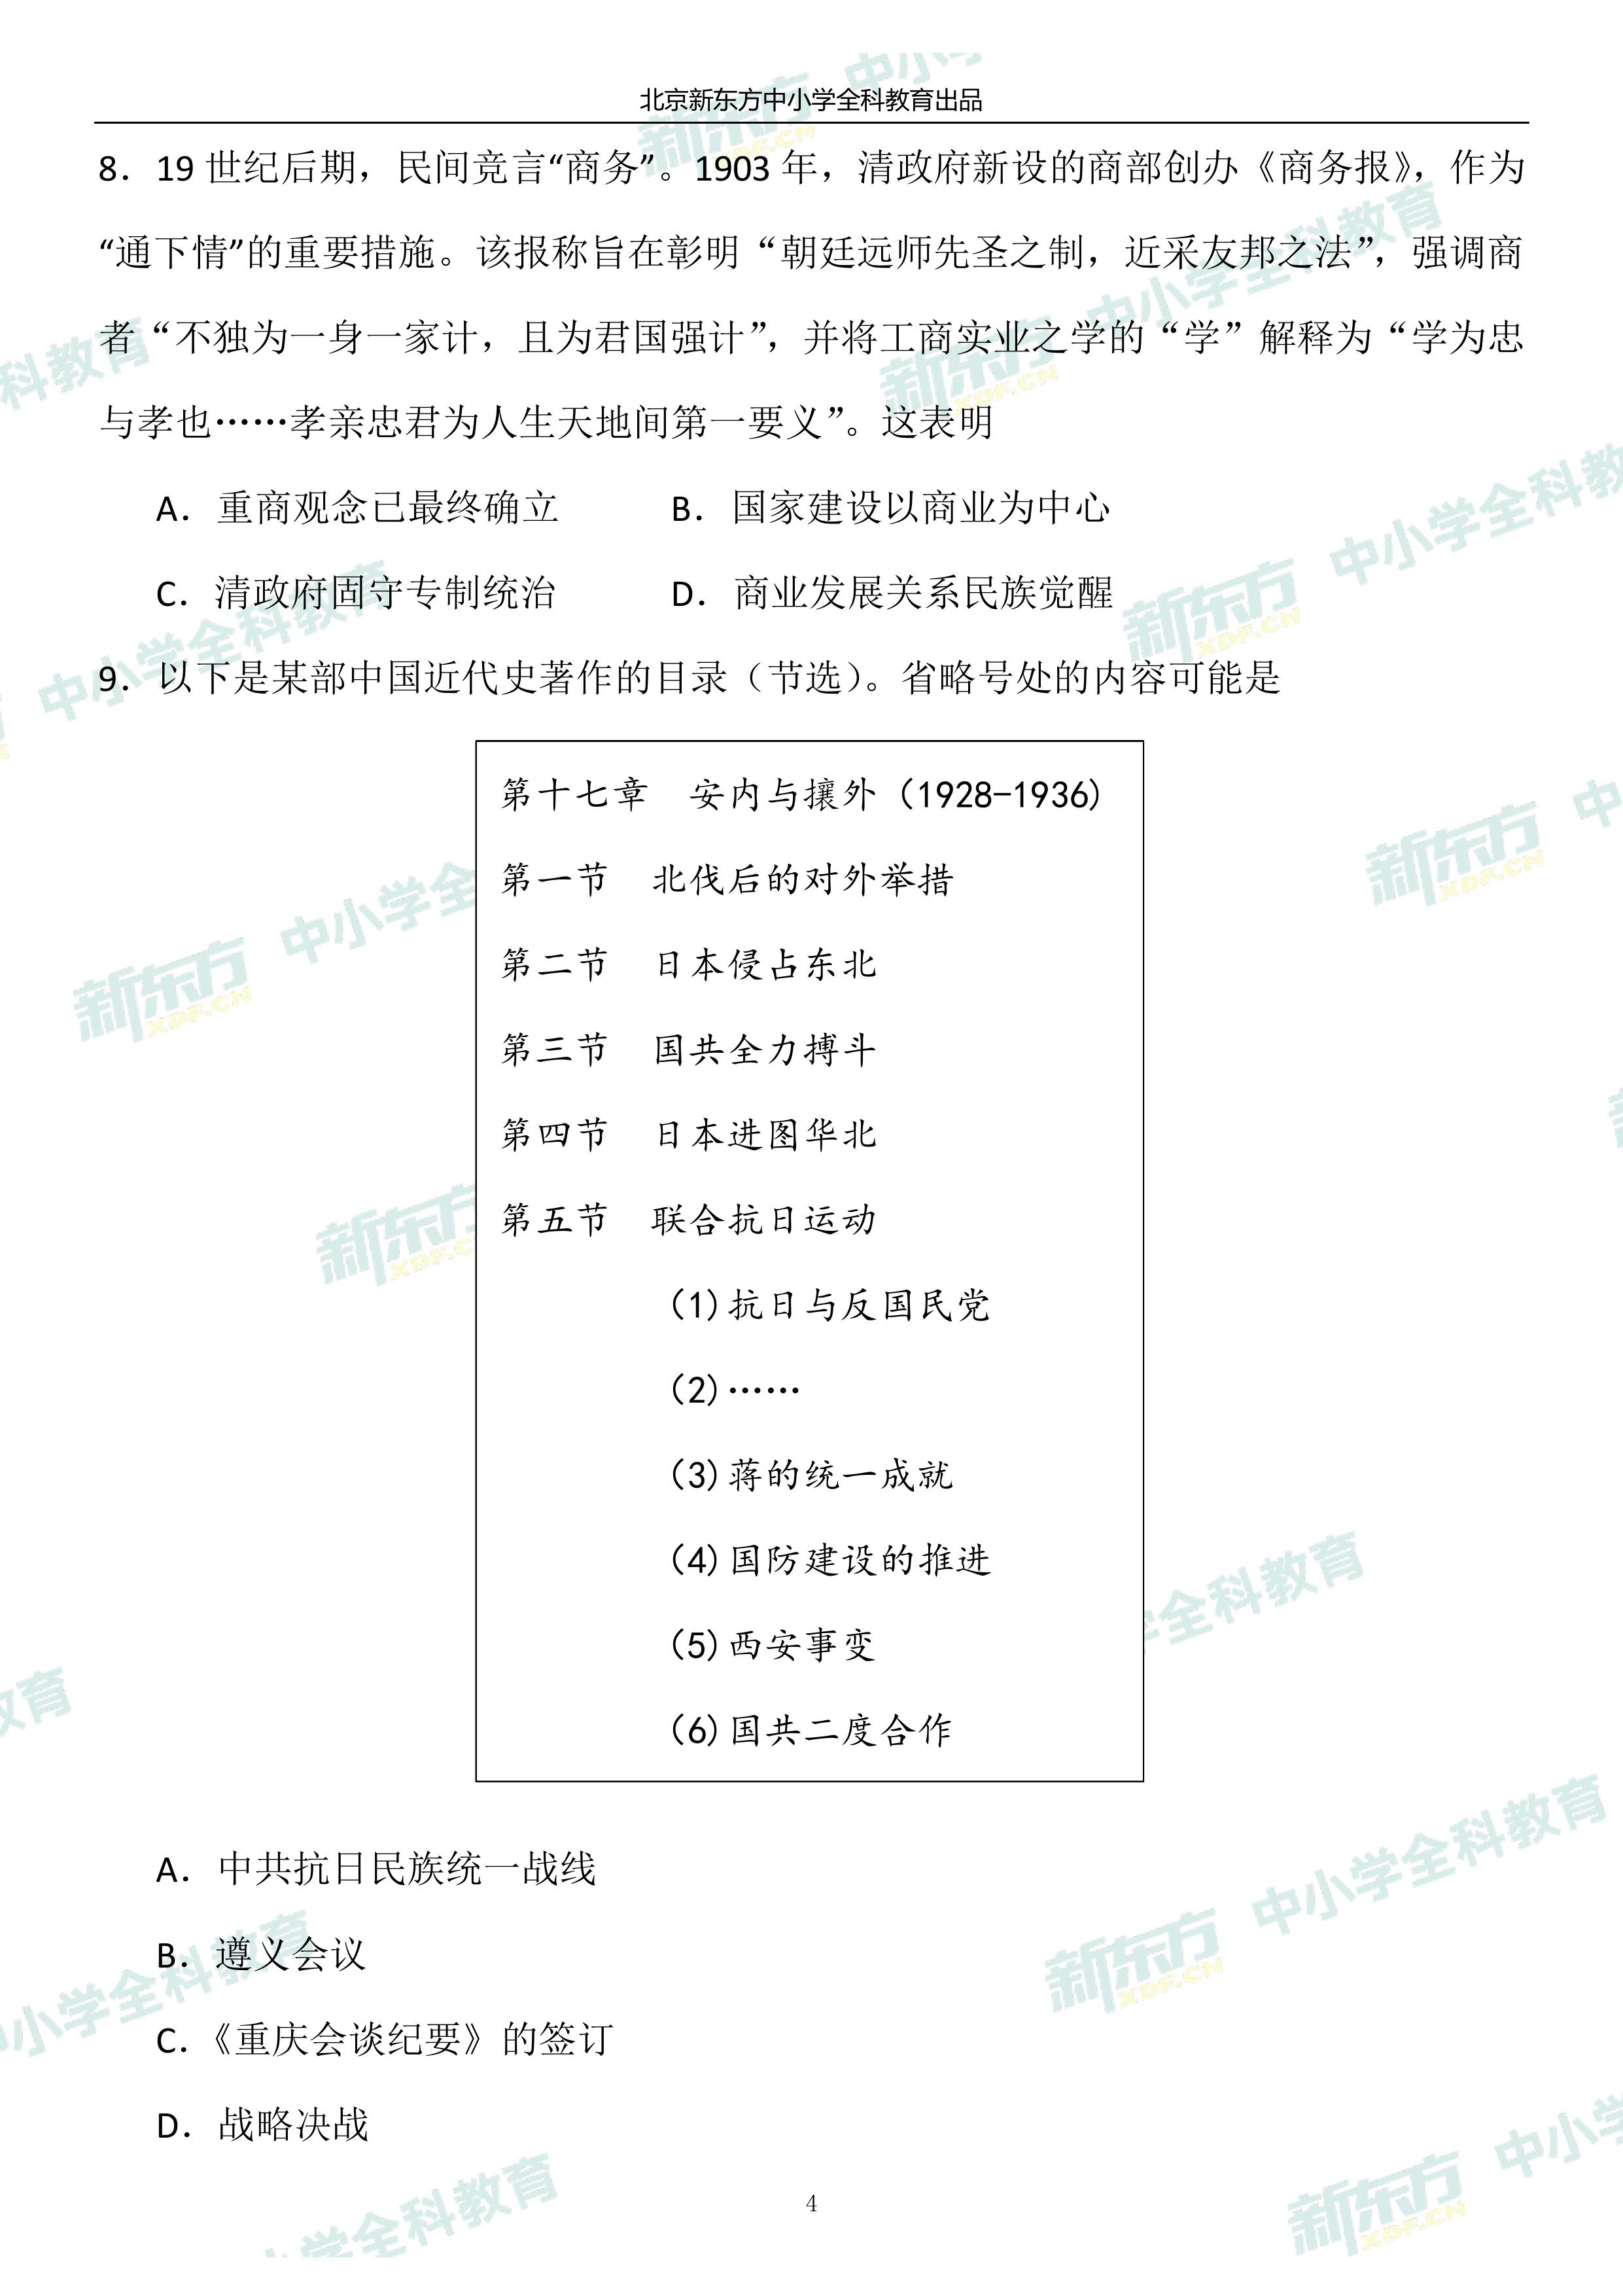 北京新东方中小学全科教育出品
8．19 世纪后期，民间竞言“商务”。1903 年，清政府新设的商部创办《商务报》，作为
“通下情”的重要措施。该报称旨在彰明“朝廷远师先圣之制，近采友邦之法”，强调商
者“不独为一身一家计，且为君国强计”，并将工商实业之学的“学”解释为“学为忠
与孝也……孝亲忠君为人生天地间第一要义”。这表明
A．重商观念已最终确立 B．国家建设以商业为中心
C．清政府固守专制统治 D．商业发展关系民族觉醒
9．以下是某部中国近代史著作的目录（节选）。省略号处的内容可能是
第十七章 安内与攘外（1928-1936）
第一节 北伐后的对外举措
第二节 日本侵占东北
第三节 国共全力搏斗
第四节 日本进图华北
第五节 联合抗日运动
(1)抗日与反国民党
(2)……
(3)蒋的统一成就
(4)国防建设的推进
(5)西安事变
(6)国共二度合作
A．中共抗日民族统一战线
B．遵义会议
C．《重庆会谈纪要》的签订
D．战略决战
4
新东方 XDF.CN 中小学全科教育